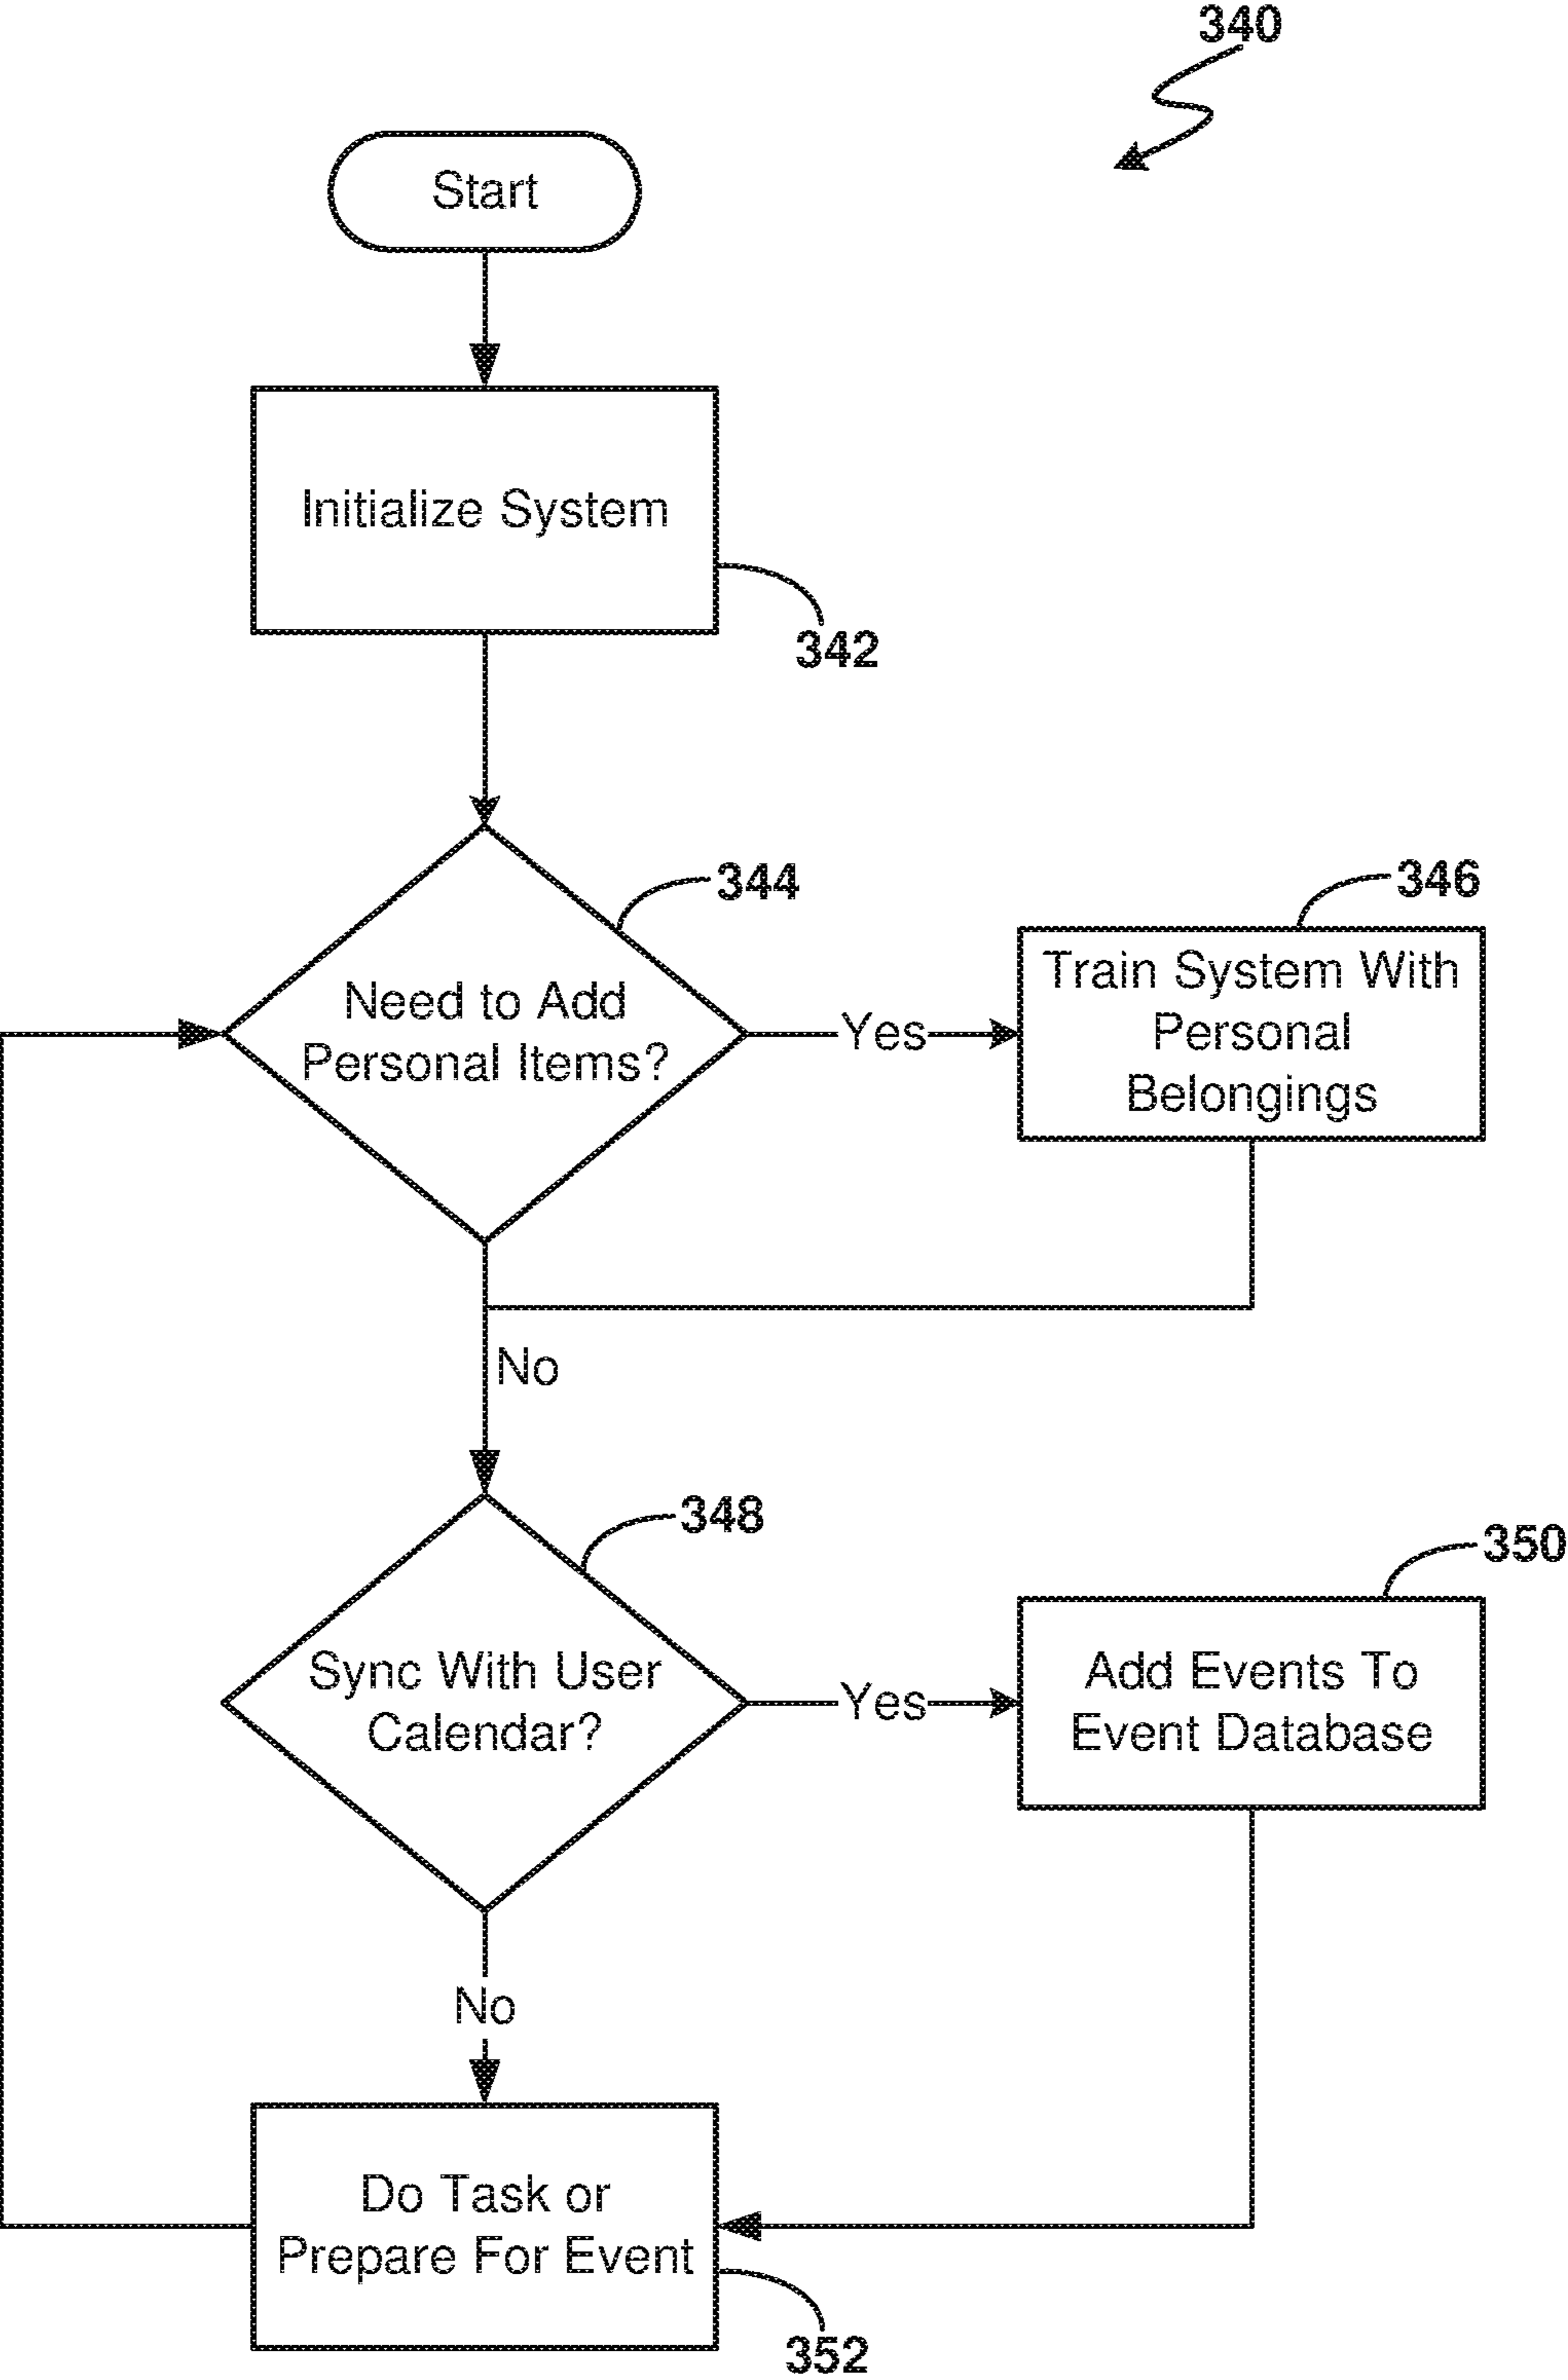 340
Start
Initialize System
342
344
Need to Add
Personal Items?
Yes
346
Train System With
Personal
Belongings
No
348
Sync With User
Calendar?
Yes
350
Add Events To
Event Database
No
Do Task or
Prepare For Event
352